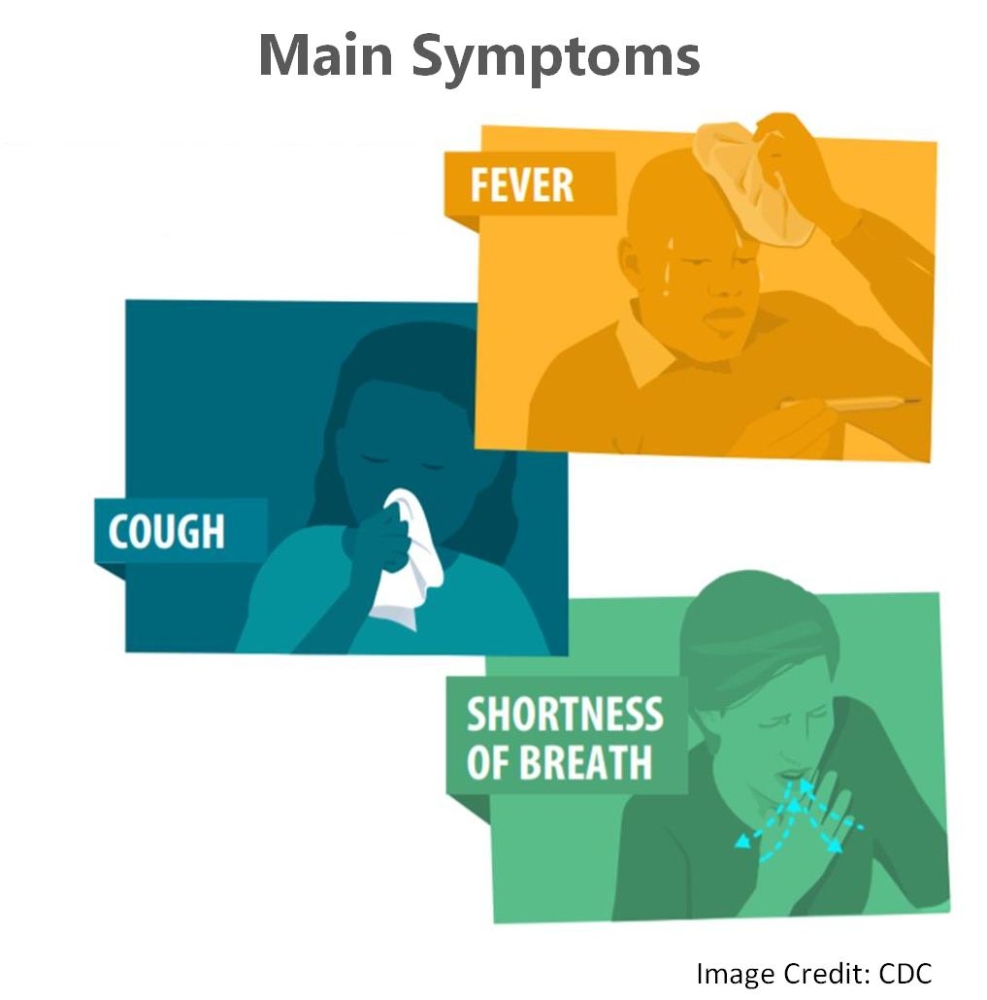 Main Symptoms
FEVER
COUGH
SHORTNESS
OF BREATH
Image Credit: CDC